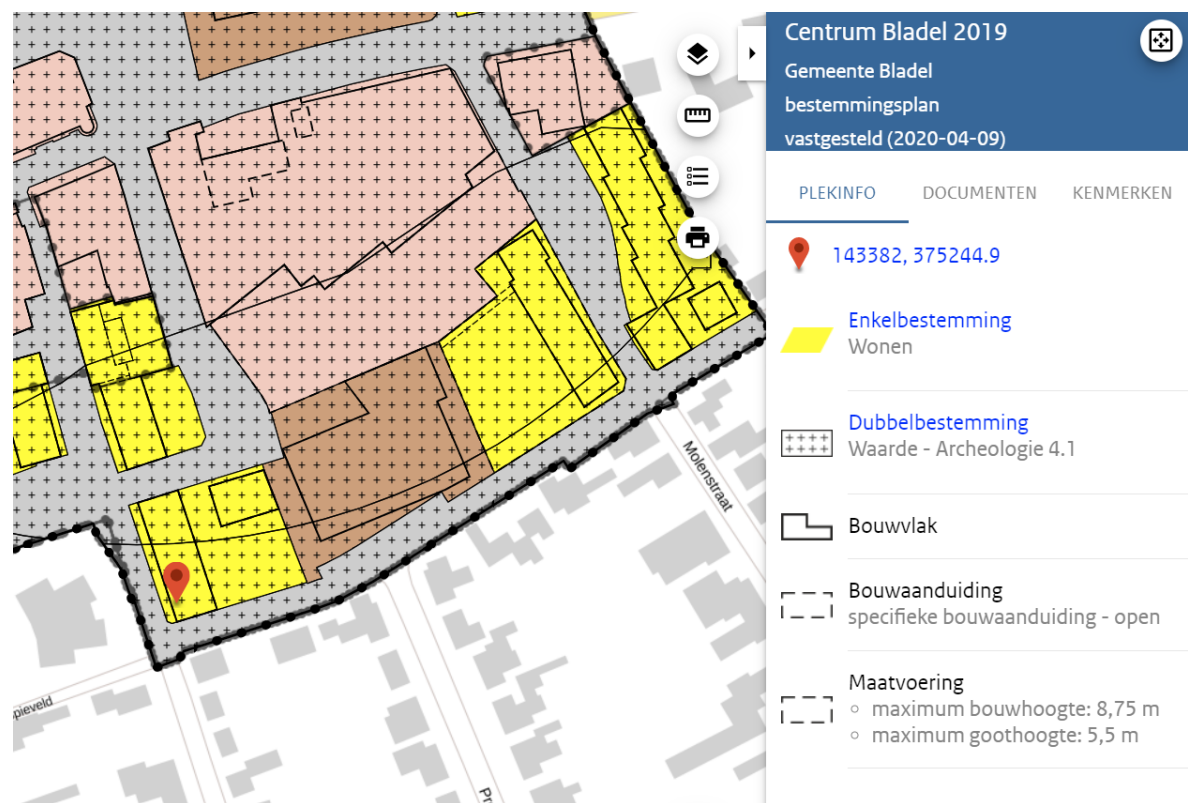 Centrum Bladel 2019
Gemeente Bladel
bestemmingsplan
vastgesteld (2020-04-09)
PLEKINFO DOCUMENTEN KENMERKEN
143382, 375244.9
Enkelbestemming
Wonen
Dubbelbestemming
Waarde - Archeologie 4.1
Bouwvlak
Bouwaanduiding
specifieke bouwaanduiding - open
Maatvoering
maximum bouwhoogte: 8,75 m
maximum goothoogte: 5,5 m
Molenstraat
pieveld
Pr